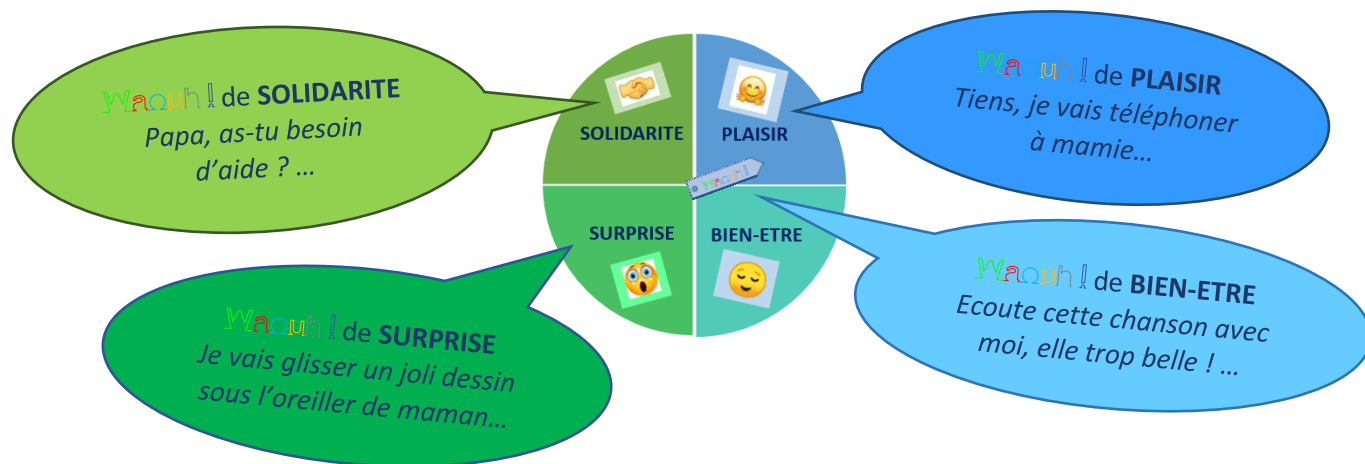 Waouh! de SOLIDARITE
Papa, as-tu besoin
d'aide ? ...
SOLIDARITE
PLAISIR
Waouh! de PLAISIR
Tiens, je vais téléphoner
à mamie...
Waouh!
SURPRISE
BIEN-ETRE
Waouh! de SURPRISE
Je vais glisser un joli dessin
sous l'oreiller de maman...
Waouh! de BIEN-ETRE
Ecoute cette chanson avec
moi, elle trop belle ! ...